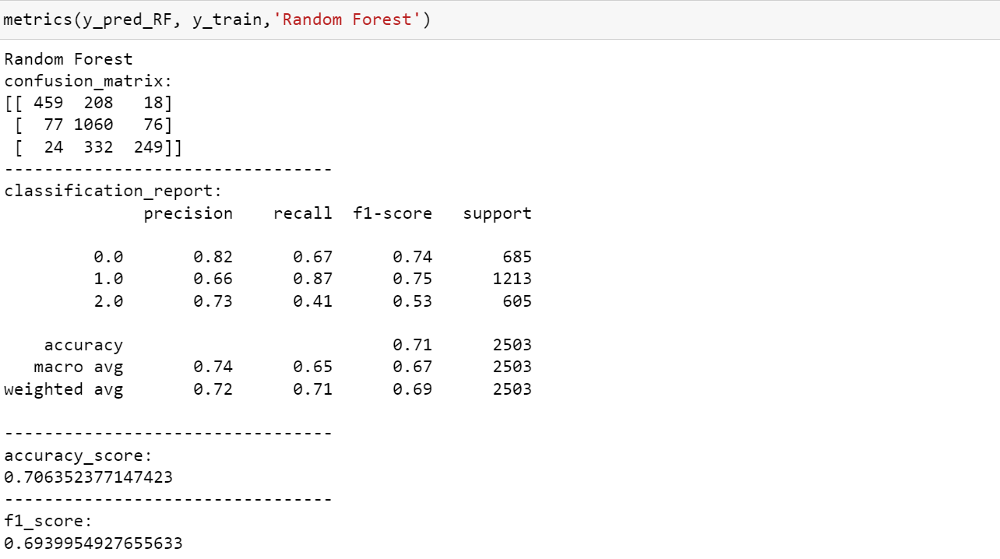 metrics(y_pred_RF, y_train,'Random Forest')
Random Forest
confusion_matrix:
[[ 459  208   18]
 [  77 1060   76]
 [  24  332  249]]
---------------------------------
classification_report:
              precision    recall  f1-score   support
         0.0       0.82      0.67      0.74       685
         1.0       0.66      0.87      0.75      1213
         2.0       0.73      0.41      0.53       605
    accuracy                           0.71      2503
   macro avg       0.74      0.65      0.67      2503
weighted avg       0.72      0.71      0.69      2503
---------------------------------
accuracy_score:
0.706352377147423
---------------------------------
f1_score:
0.6939954927655633